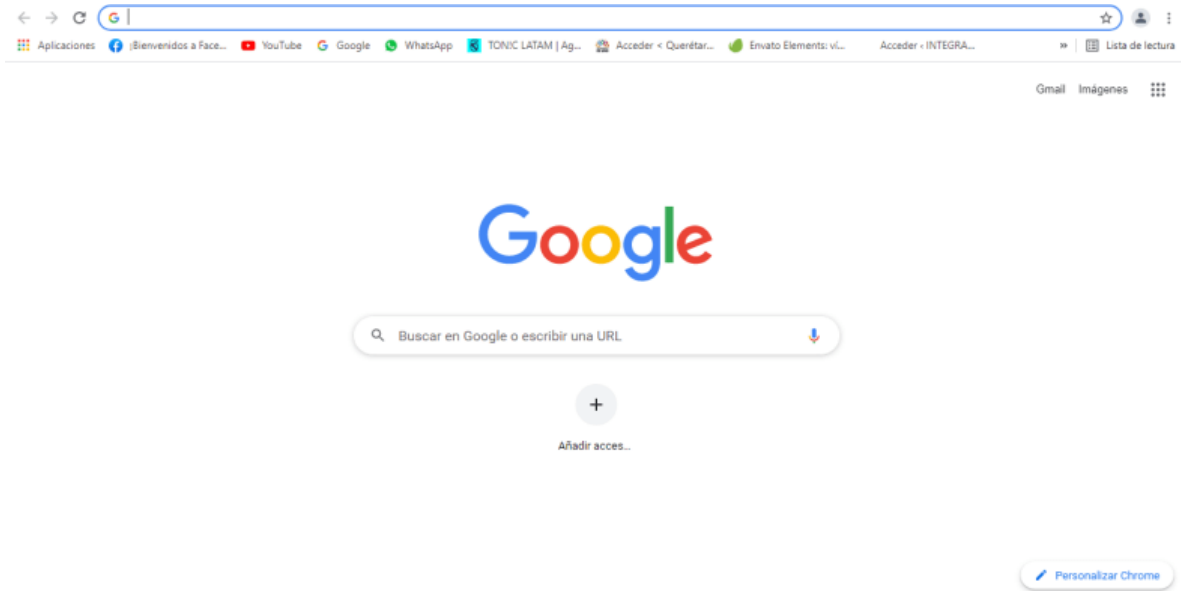 Aplicaciones ¡Bienvenidos a Face... YouTube Google WhatsApp TONIC LATAM | Ag... Acceder < Querétar... Envato Elements: ví... Acceder ‹ INTEGRA... » Lista de lectura
Gmail Imágenes
Google
Buscar en Google o escribir una URL
Añadir acces...
Personalizar Chrome